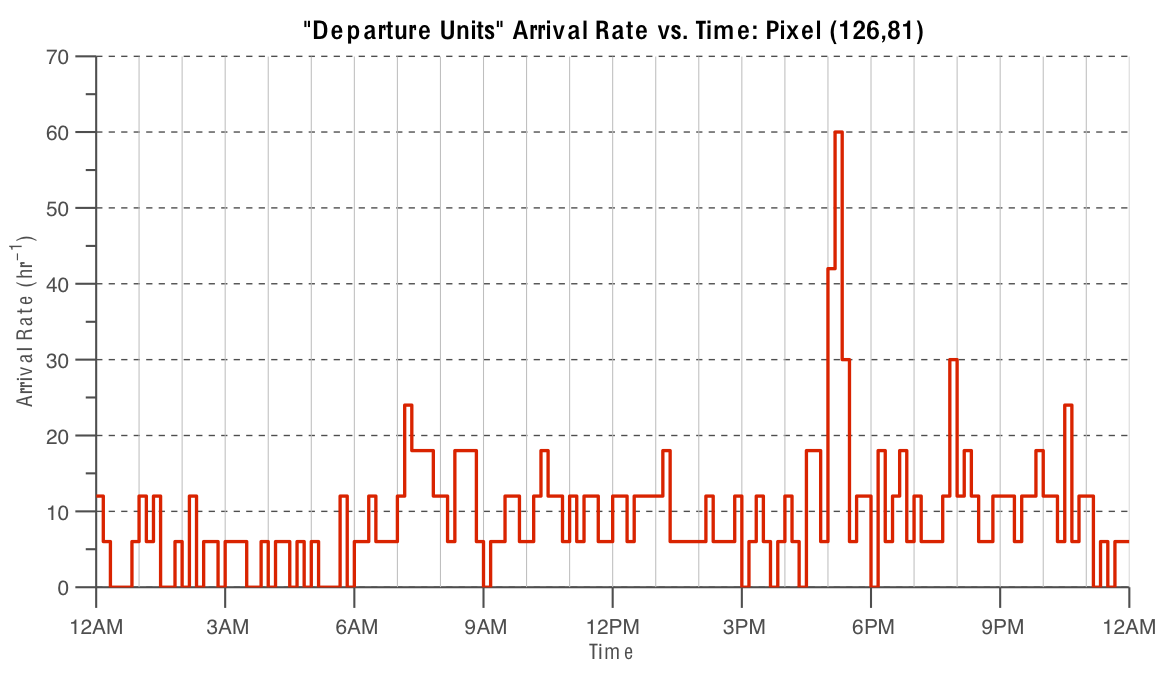 "Departure Units" Arrival Rate vs. Time: Pixel (126,81)
70
60
50
40
30
20
10
0
Arrival Rate (hr⁻¹)
12AM 3AM 6AM 9AM 12PM 3PM 6PM 9PM 12AM
Time